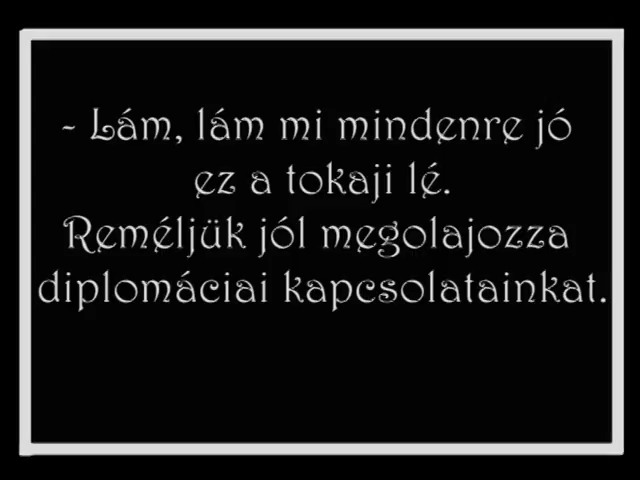 - Lám, lám mi mindenre jó
ez a tokaji lé.
Reméljük jól megolajozza
diplomáciai kapcsolatainkat.